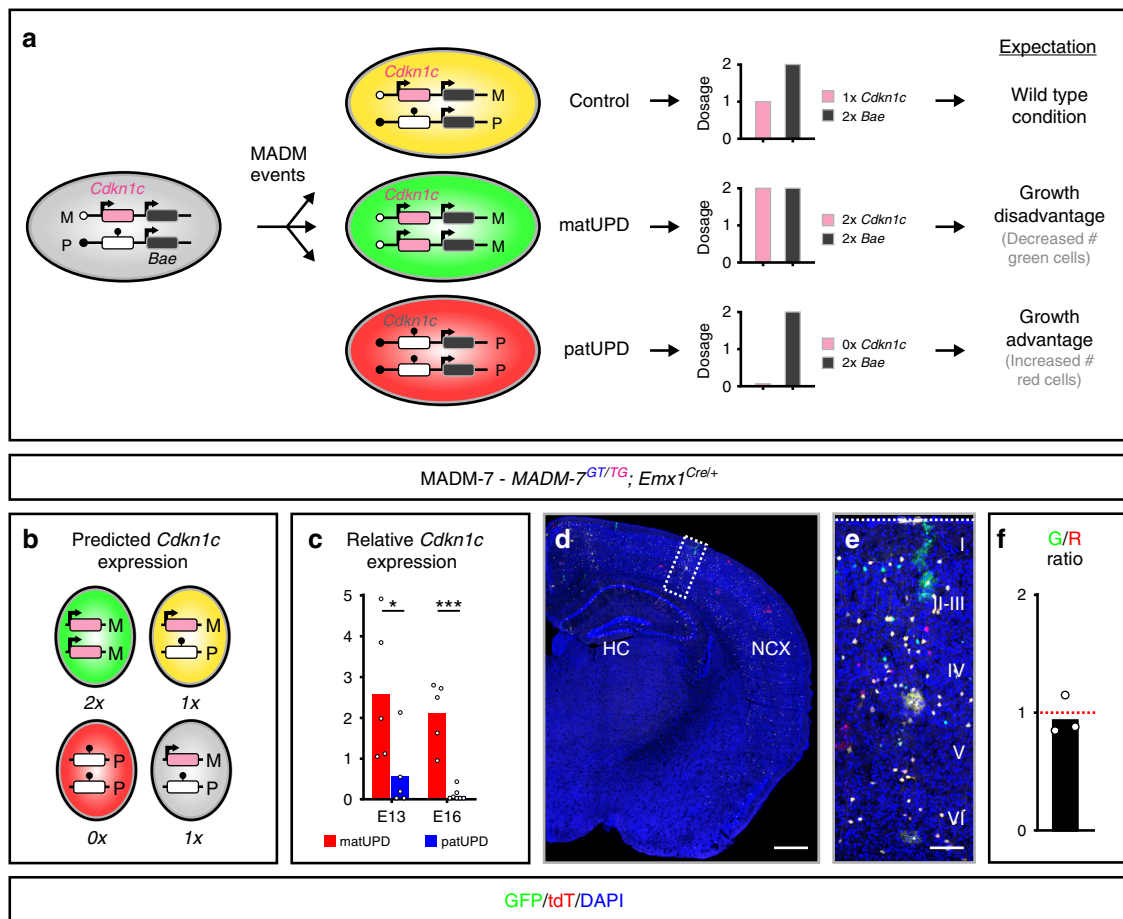 a
Expectation
Cdkn1c
M
P
Control
Dosage
2
1
0
1x Cdkn1c
2x Bae
Wild type
condition
MADM
events
Cdkn1c
M
P
Bae
Cdkn1c
M
M
matUPD
Dosage
2
1
0
2x Cdkn1c
2x Bae
Growth
disadvantage
(Decreased #
green cells)
Cdkn1c
P
P
patUPD
Dosage
2
1
0
0x Cdkn1c
2x Bae
Growth
advantage
(Increased #
red cells)
MADM-7 - MADM-7GT/TG; Emx1Cre/+
b
Predicted Cdkn1c
expression
M
M
2x
M
P
1x
P
P
0x
M
P
1x
c
Relative Cdkn1c
expression
5
4
3
2
1
0
*
***
E13
E16
matUPD
patUPD
d
HC
NCX
e
I
II-III
IV
V
VI
f
G/R
ratio
2
1
0
GFP/tdT/DAPI